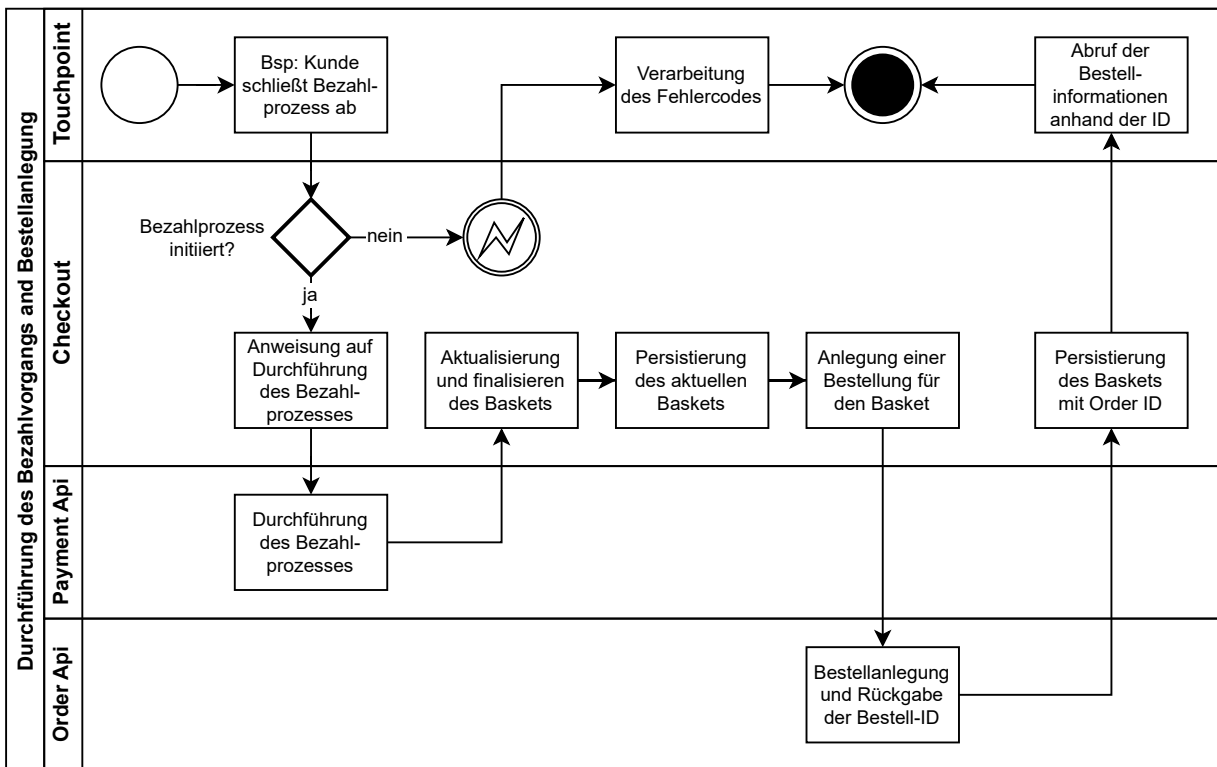 Durchführung des Bezahlvorgangs and Bestellanlegung
Touchpoint
Bsp: Kunde
schließt Bezahl-
prozess ab
Verarbeitung
des Fehlercodes
Abruf der
Bestell-
informationen
anhand der ID
Checkout
Bezahlprozess
initiiert?
nein
ja
Anweisung auf
Durchführung
des Bezahl-
prozesses
Aktualisierung
und finalisieren
des Baskets
Persistierung
des aktuellen
Baskets
Anlegung einer
Bestellung für
den Basket
Persistierung
des Baskets
mit Order ID
Payment Api
Durchführung
des Bezahl-
prozesses
Order Api
Bestellanlegung
und Rückgabe
der Bestell-ID